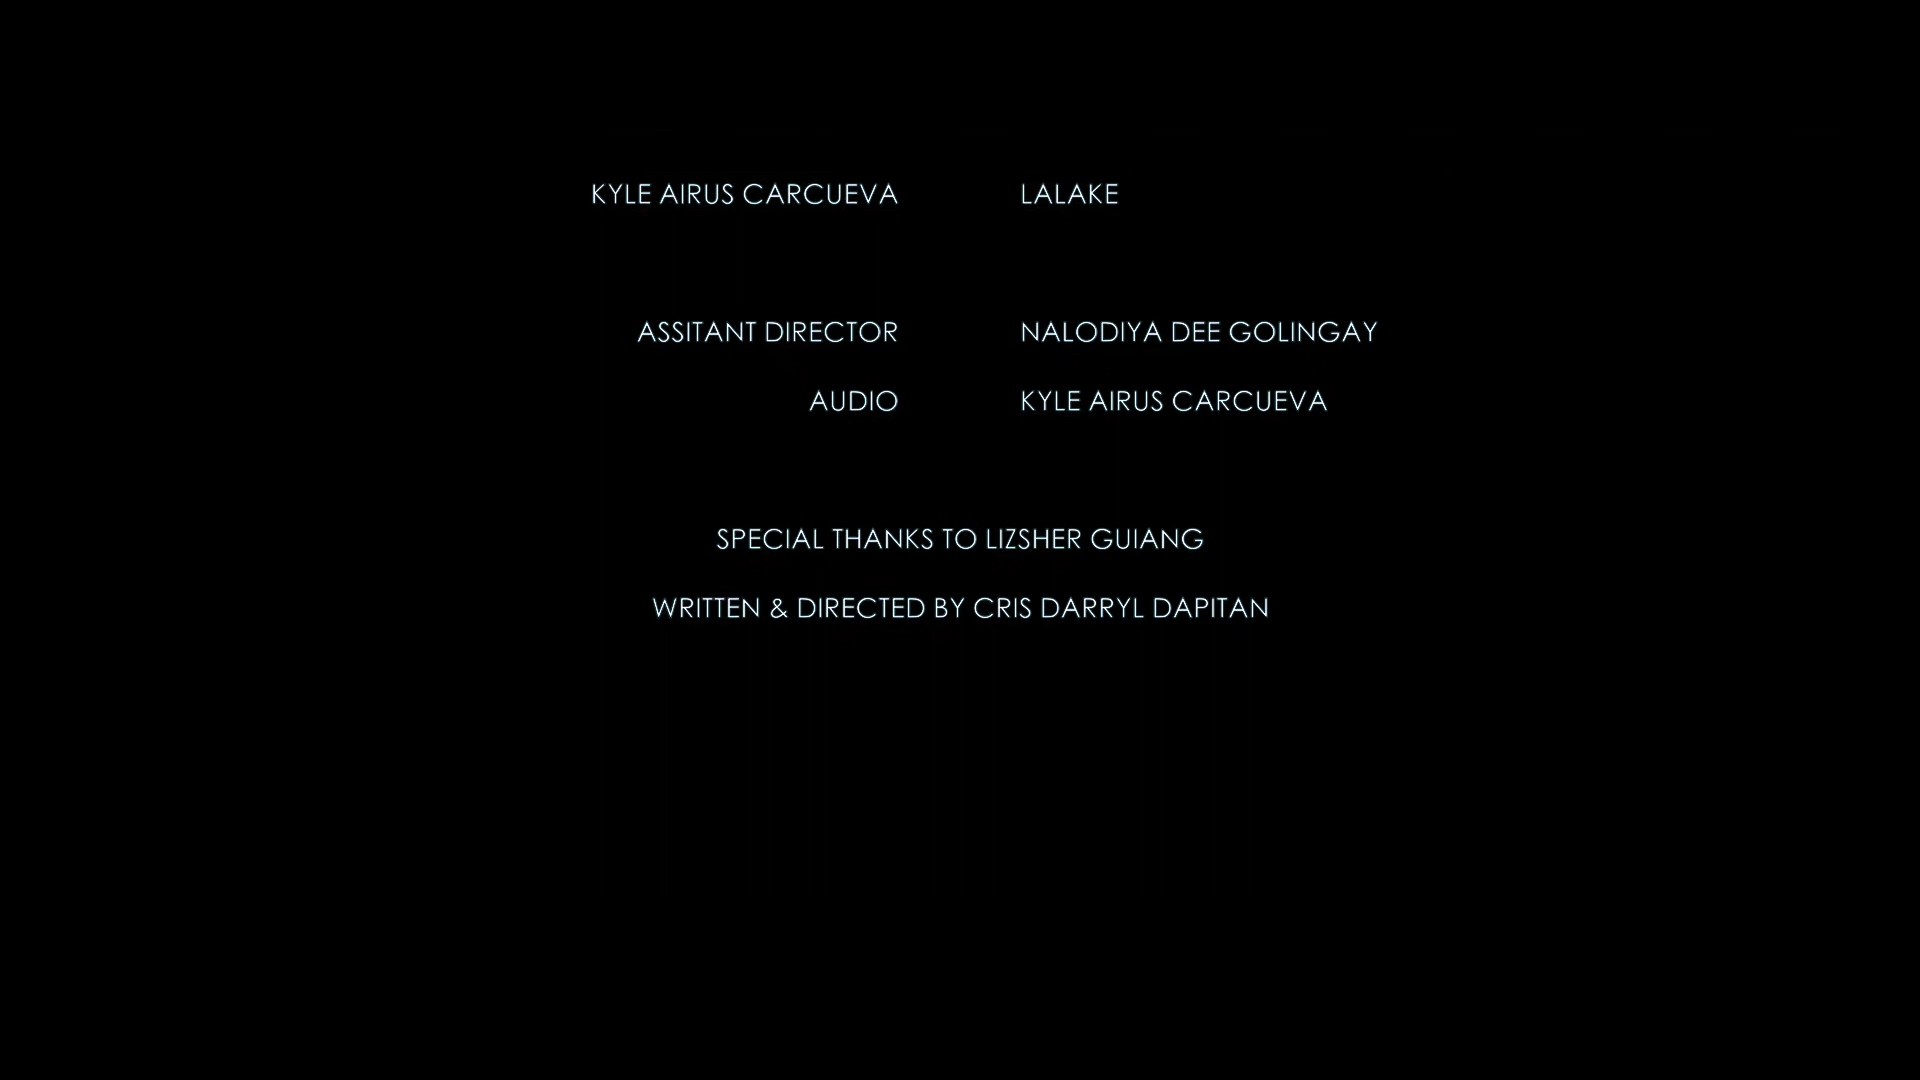 KYLE AIRUS CARCUEVA LALAKE
ASSITANT DIRECTOR NALODIYA DEE GOLINGAY
AUDIO KYLE AIRUS CARCUEVA
SPECIAL THANKS TO LIZSHER GUIANG
WRITTEN & DIRECTED BY CRIS DARRYL DAPITAN